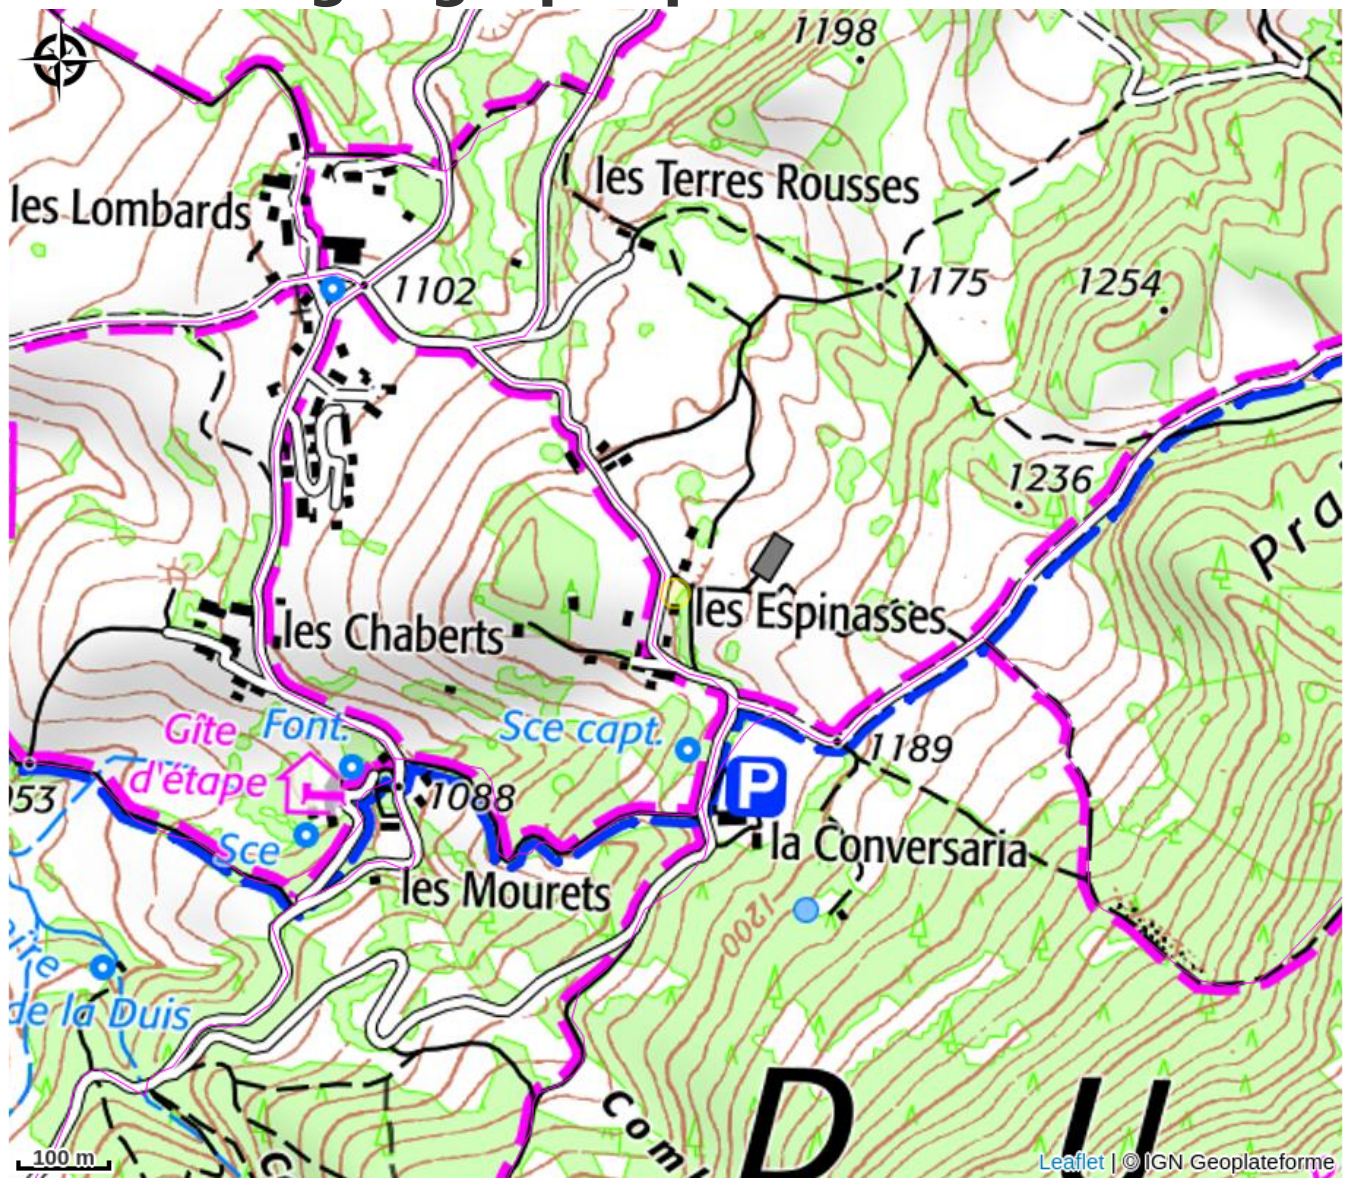 1198
les Terres Rousses
les Lombards
1102
1175
1254
1236
les Chaberts
les Espinasses
Gîte
d'étape
Font.
Sce capt.
1189
P
1088
Sce
la Conversaria
les Mourets
1200
de la Duis
D U
100 m
Leaflet | © IGN Geoplateforme